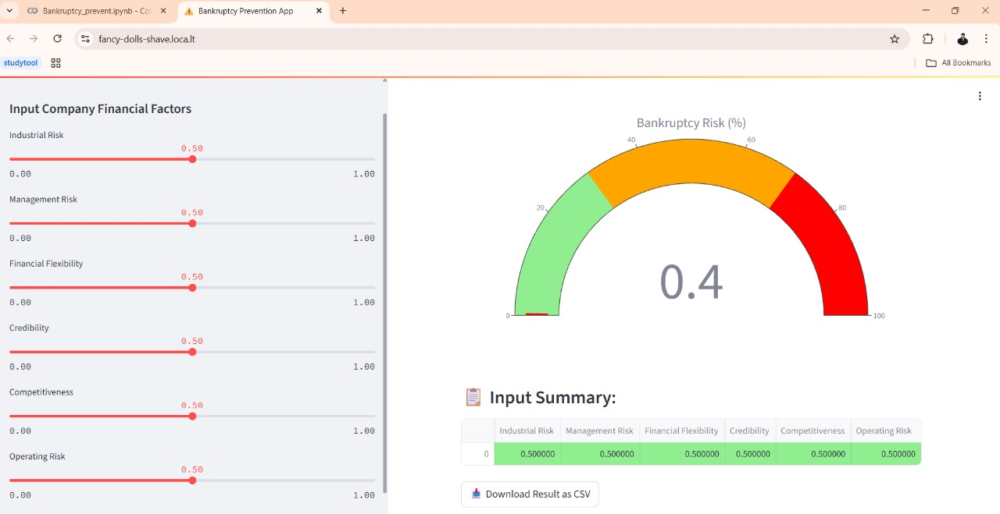 Bankruptcy_prevent.ipynb - Co
Bankruptcy Prevention App
fancy-dolls-shave.loca.lt
studytool
All Bookmarks
Input Company Financial Factors
Industrial Risk
0.50
0.00 1.00
Management Risk
0.50
0.00 1.00
Financial Flexibility
0.50
0.00 1.00
Credibility
0.50
0.00 1.00
Competitiveness
0.50
0.00 1.00
Operating Risk
0.50
0.00 1.00
Bankruptcy Risk (%)
40 60
20 80
0.4
0 100
Input Summary:
Industrial Risk Management Risk Financial Flexibility Credibility Competitiveness Operating Risk
0 0.500000 0.500000 0.500000 0.500000 0.500000 0.500000
Download Result as CSV